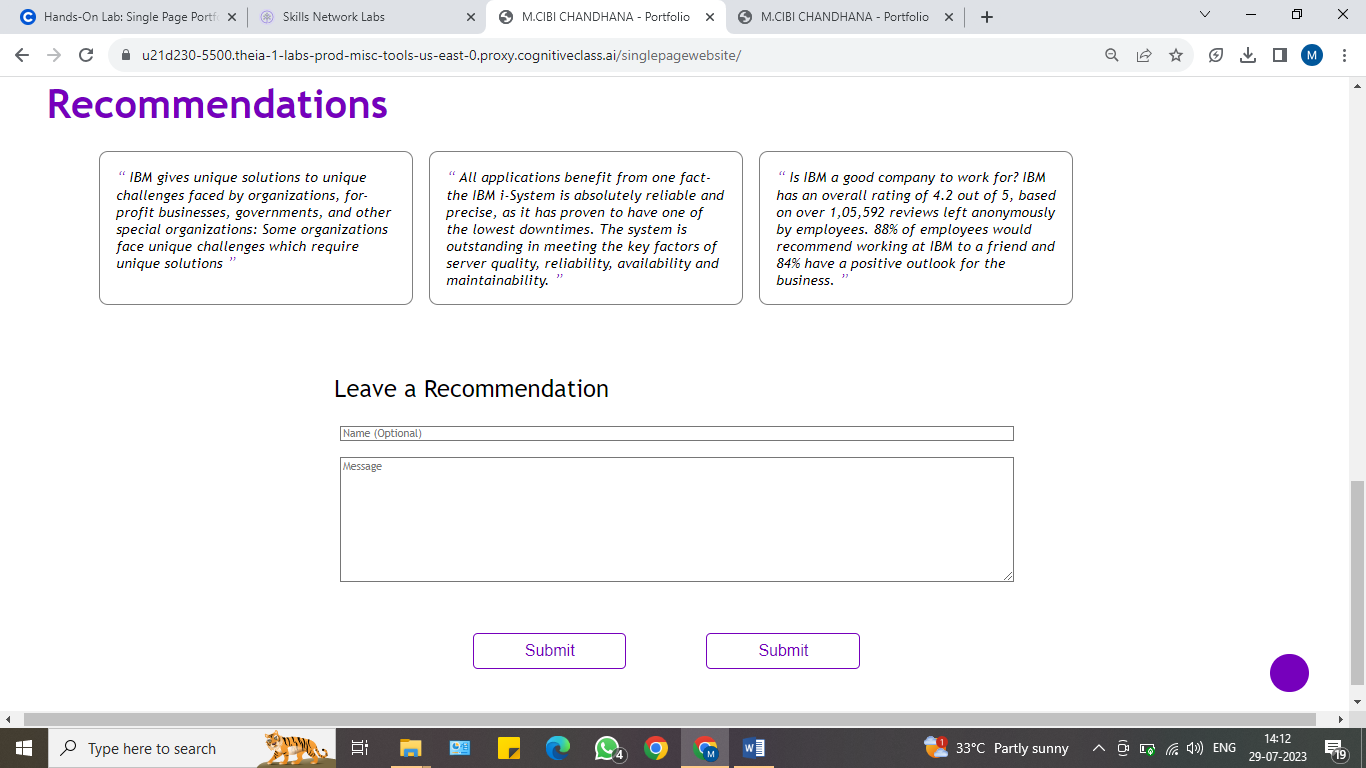 Hands-On Lab: Single Page Portf
Skills Network Labs
M.CIBI CHANDHANA - Portfolio
M.CIBI CHANDHANA - Portfolio
u21d230-5500.theia-1-labs-prod-misc-tools-us-east-0.proxy.cognitiveclass.ai/singlepagewebsite/
M
Recommendations
“ IBM gives unique solutions to unique
challenges faced by organizations, for-
profit businesses, governments, and other
special organizations: Some organizations
face unique challenges which require
unique solutions ”
“ All applications benefit from one fact-
the IBM i-System is absolutely reliable and
precise, as it has proven to have one of
the lowest downtimes. The system is
outstanding in meeting the key factors of
server quality, reliability, availability and
maintainability. ”
“ Is IBM a good company to work for? IBM
has an overall rating of 4.2 out of 5, based
on over 1,05,592 reviews left anonymously
by employees. 88% of employees would
recommend working at IBM to a friend and
84% have a positive outlook for the
business. ”
Leave a Recommendation
Name (Optional)
Message
Submit
Submit
Type here to search
4
M
W
1
33°C Partly sunny
ENG
14:12
29-07-2023
19